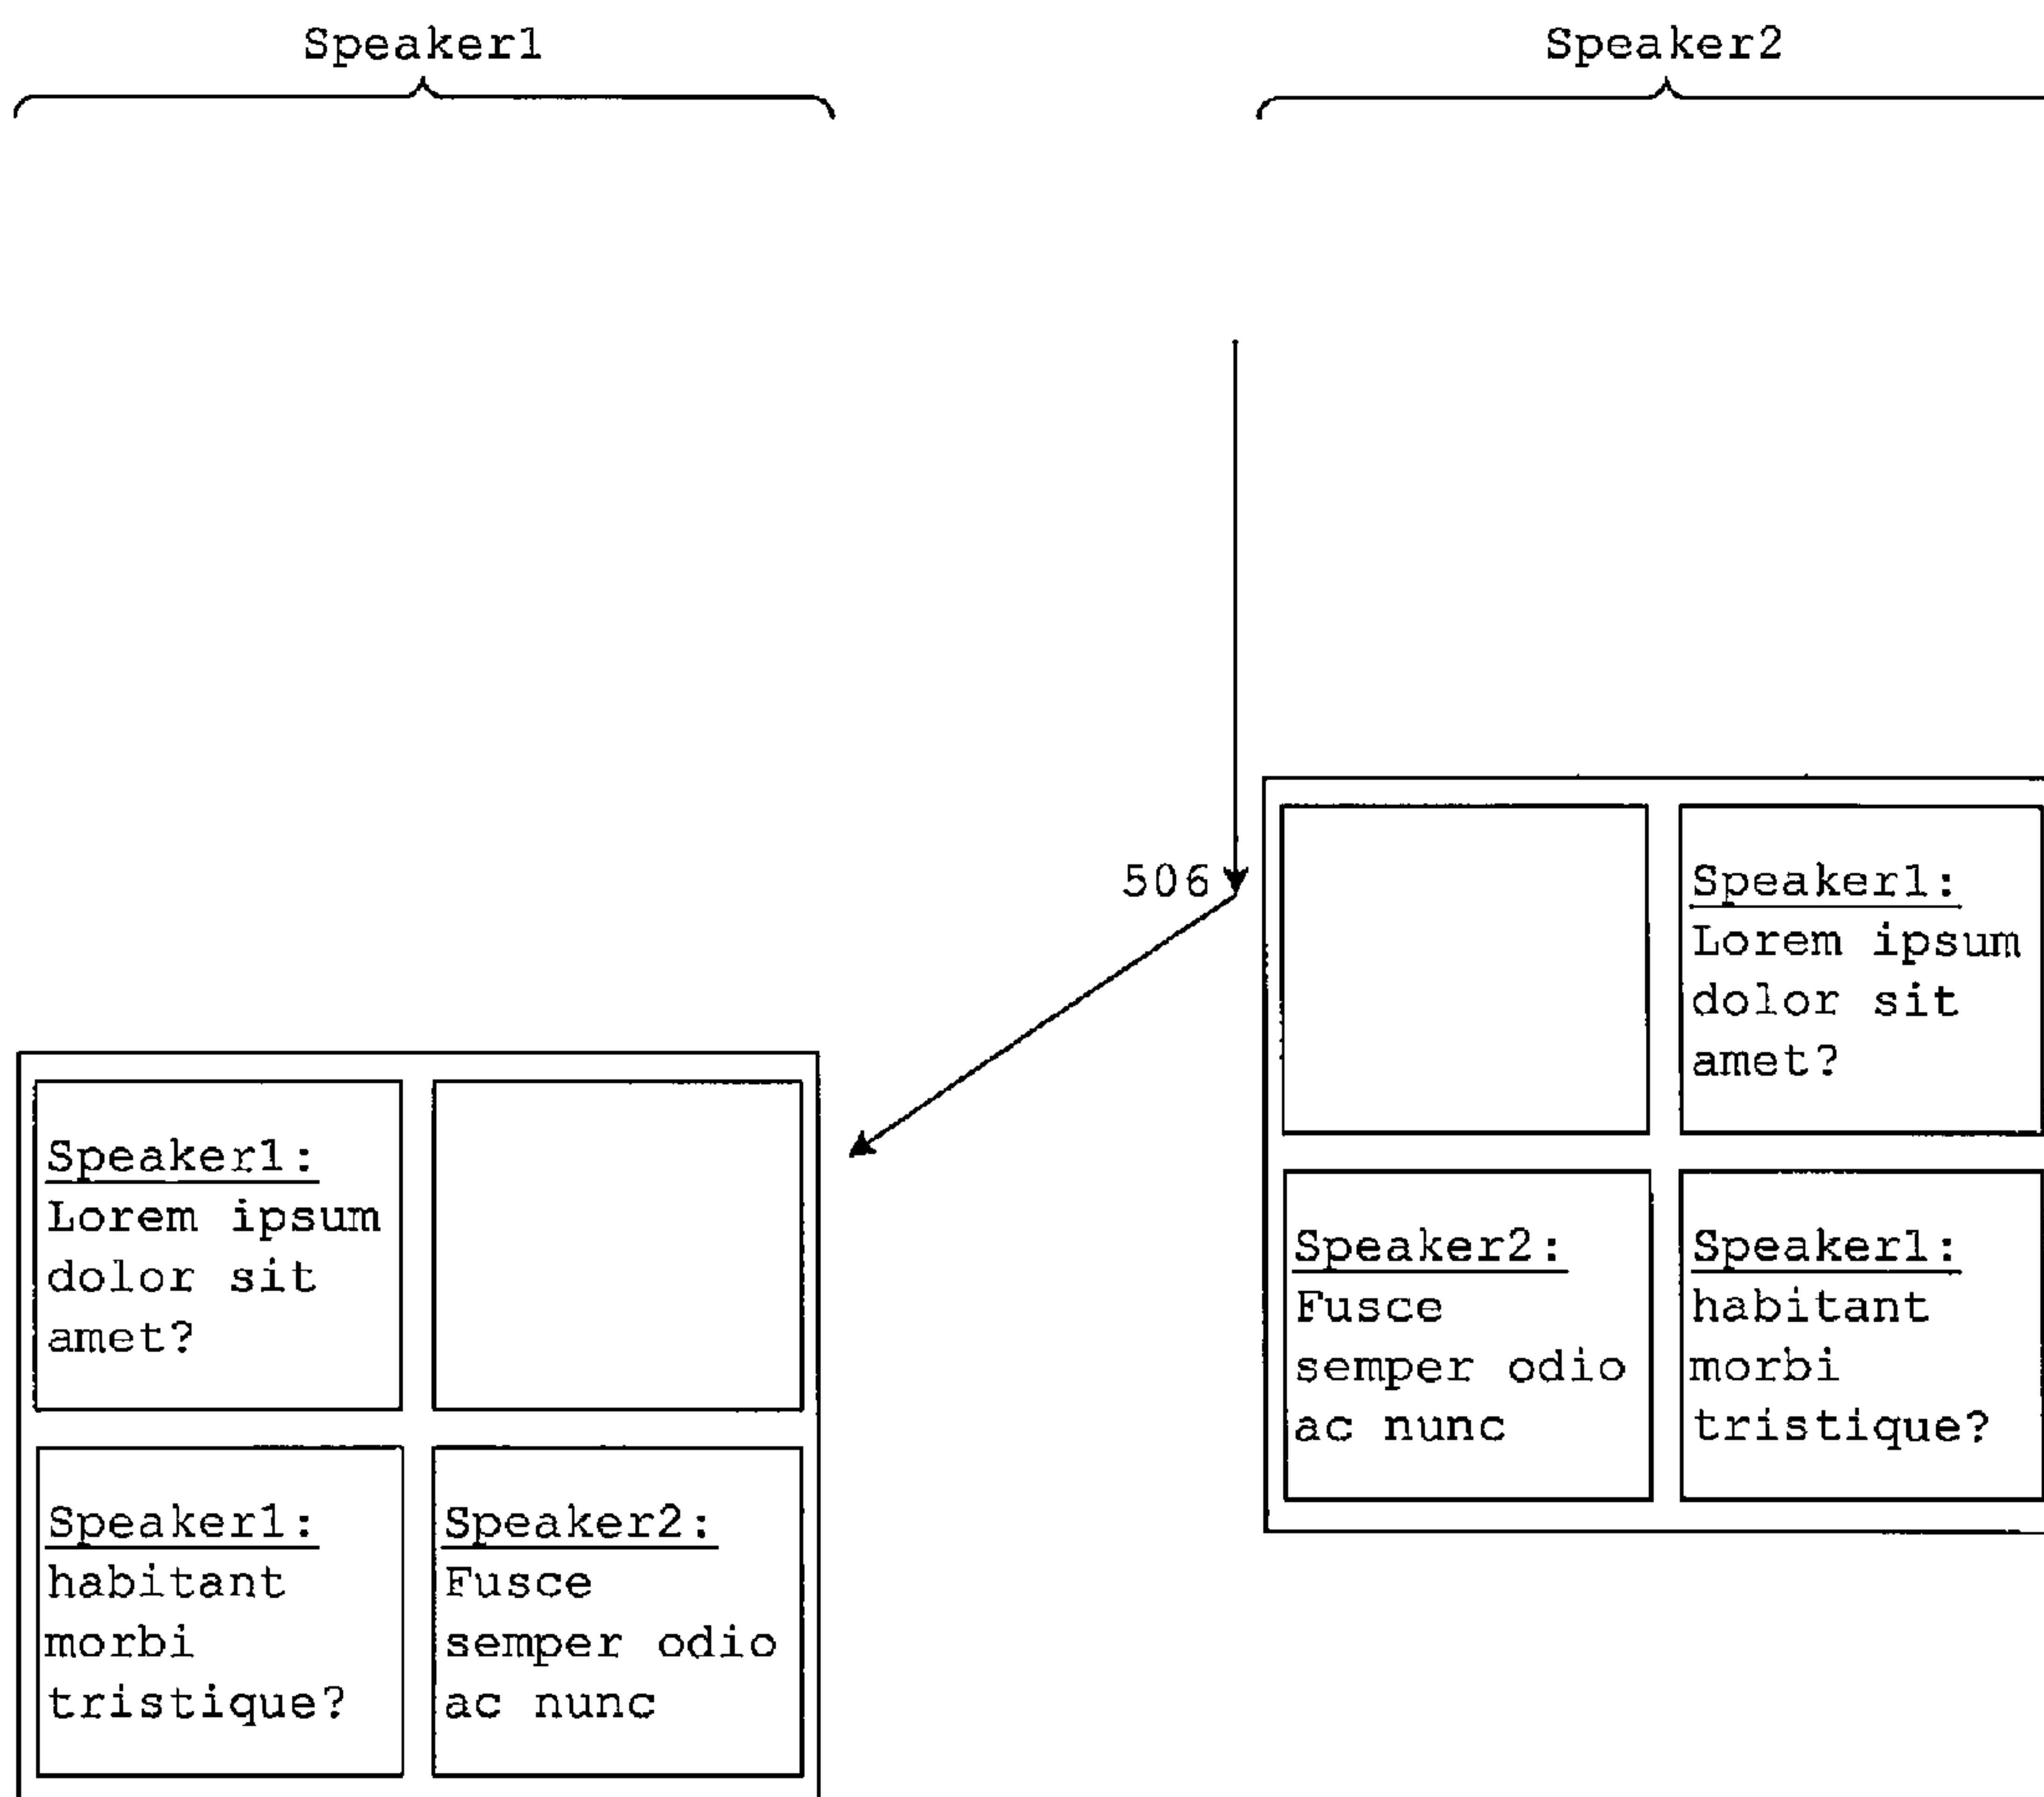 Speaker1
Speaker2
506
Speaker1:
Lorem ipsum
dolor sit
amet?
Speaker2:
Fusce
semper odio
ac nunc
Speaker1:
habitant
morbi
tristique?
Speaker1:
Lorem ipsum
dolor sit
amet?
Speaker1:
habitant
morbi
tristique?
Speaker2:
Fusce
semper odio
ac nunc